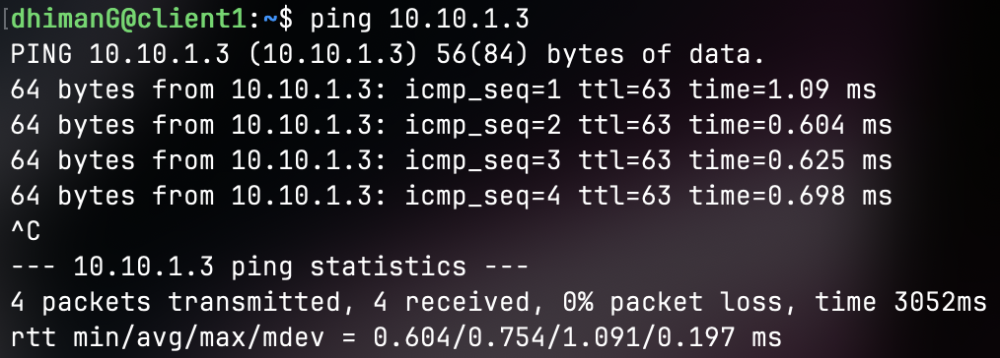 [dhimanG@client1:~$ ping 10.10.1.3
PING 10.10.1.3 (10.10.1.3) 56(84) bytes of data.
64 bytes from 10.10.1.3: icmp_seq=1 ttl=63 time=1.09 ms
64 bytes from 10.10.1.3: icmp_seq=2 ttl=63 time=0.604 ms
64 bytes from 10.10.1.3: icmp_seq=3 ttl=63 time=0.625 ms
64 bytes from 10.10.1.3: icmp_seq=4 ttl=63 time=0.698 ms
^C
--- 10.10.1.3 ping statistics ---
4 packets transmitted, 4 received, 0% packet loss, time 3052ms
rtt min/avg/max/mdev = 0.604/0.754/1.091/0.197 ms